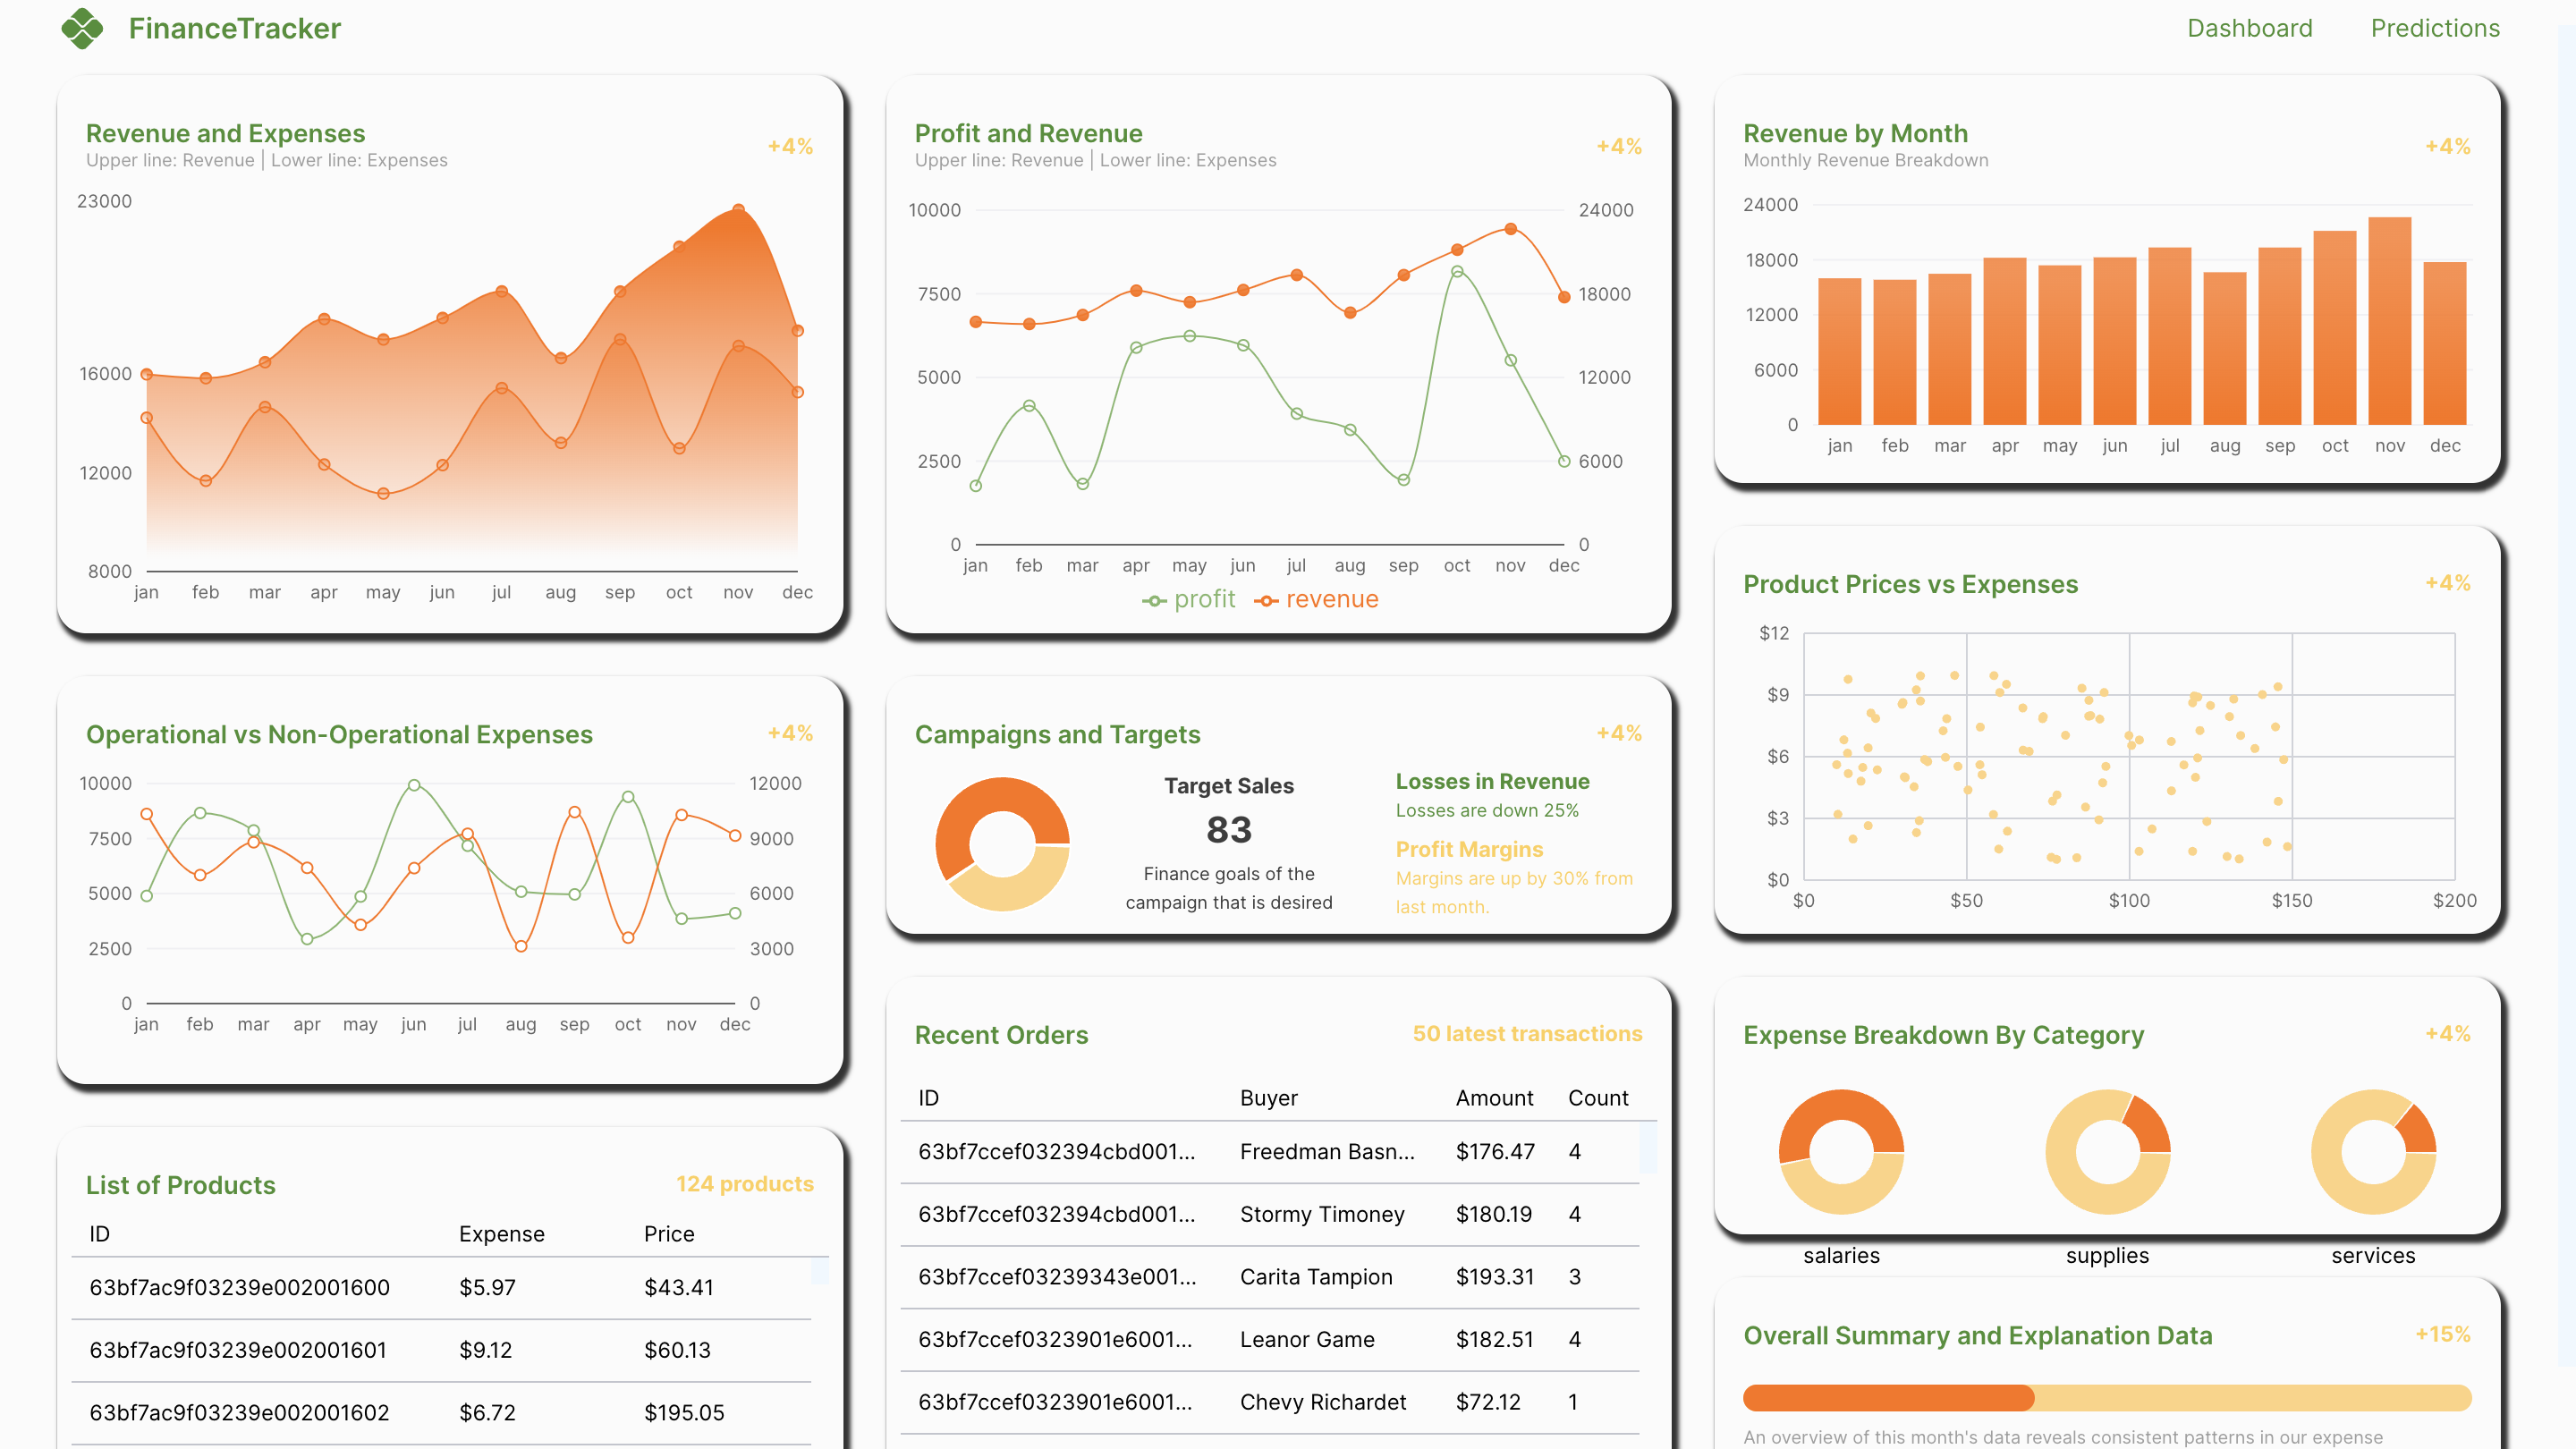 FinanceTracker
Dashboard Predictions
Revenue and Expenses
Upper line: Revenue | Lower line: Expenses
+4%
23000
16000
12000
8000
jan feb mar apr may jun jul aug sep oct nov dec
Profit and Revenue
Upper line: Revenue | Lower line: Expenses
+4%
10000 24000
7500 18000
5000 12000
2500 6000
0 0
jan feb mar apr may jun jul aug sep oct nov dec
profit revenue
Revenue by Month
Monthly Revenue Breakdown
+4%
24000
18000
12000
6000
0
jan feb mar apr may jun jul aug sep oct nov dec
Operational vs Non-Operational Expenses
+4%
10000 12000
7500 9000
5000 6000
2500 3000
0 0
jan feb mar apr may jun jul aug sep oct nov dec
Campaigns and Targets
+4%
Target Sales
83
Finance goals of the
campaign that is desired
Losses in Revenue
Losses are down 25%
Profit Margins
Margins are up by 30% from
last month.
Product Prices vs Expenses
+4%
$12
$9
$6
$3
$0
$0 $50 $100 $150 $200
List of Products
124 products
ID Expense Price
63bf7ac9f03239e002001600 $5.97 $43.41
63bf7ac9f03239e002001601 $9.12 $60.13
63bf7ac9f03239e002001602 $6.72 $195.05
Recent Orders
50 latest transactions
ID Buyer Amount Count
63bf7ccef032394cbd001... Freedman Basn... $176.47 4
63bf7ccef032394cbd001... Stormy Timoney $180.19 4
63bf7ccef03239343e001... Carita Tampion $193.31 3
63bf7ccef0323901e6001... Leanor Game $182.51 4
63bf7ccef0323901e6001... Chevy Richardet $72.12 1
Expense Breakdown By Category
+4%
salaries supplies services
Overall Summary and Explanation Data
+15%
An overview of this month's data reveals consistent patterns in our expense